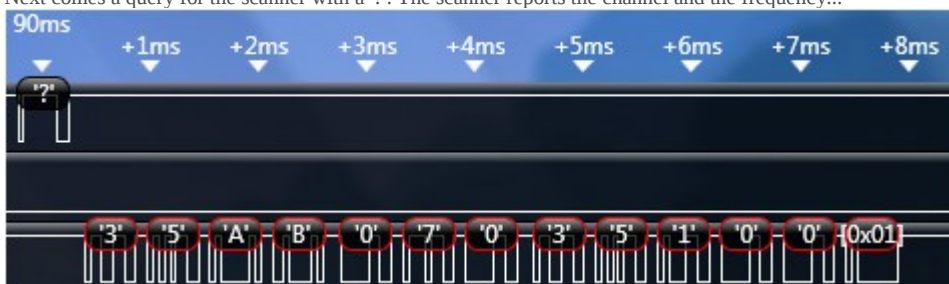 Next comes a query for the scanner with a '?'. The scanner reports the channel and the frequency...
90ms
+1ms +2ms +3ms +4ms +5ms +6ms +7ms +8ms
'?'
'3' '5' 'A' 'B' '0' '7' '0' '3' '5' '1' '0' '0' [0x01]